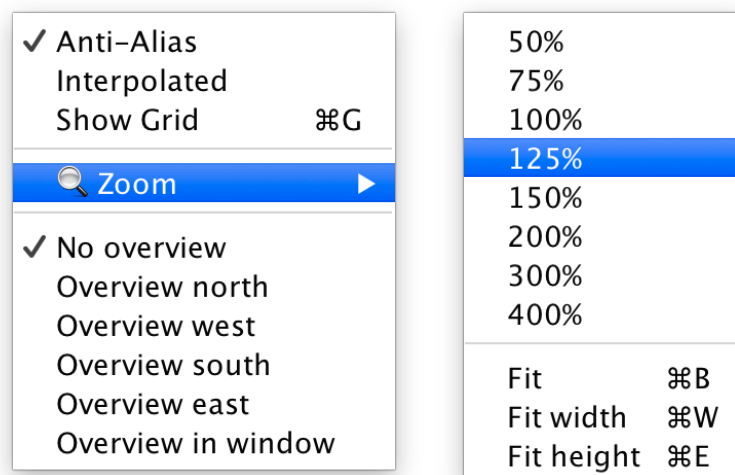 Anti-Alias
Interpolated
Show Grid ⌘G
Zoom
No overview
Overview north
Overview west
Overview south
Overview east
Overview in window
50%
75%
100%
125%
150%
200%
300%
400%
Fit ⌘B
Fit width ⌘W
Fit height ⌘E